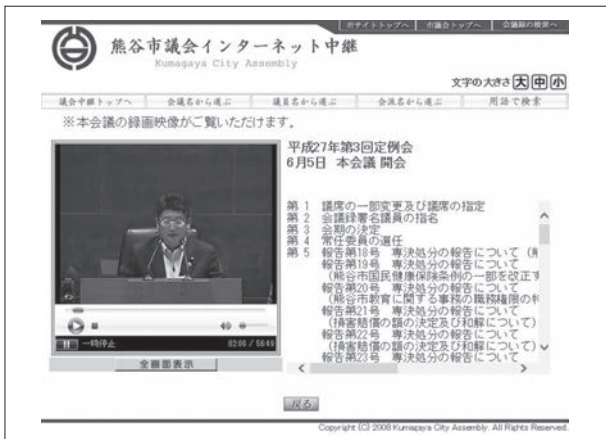 市サイトトップへ 市議会トップへ 会議録の検索へ
熊谷市議会インターネット中継
Kumagaya City Assembly
文字の大きさ 大 中 小
議会中継トップへ 会議名から選ぶ 議員名から選ぶ 会派名から選ぶ 用語で検索
※本会議の録画映像がご覧いただけます。
平成27年第3回定例会
6月5日 本会議 開会
第 1 議席の一部変更及び議席の指定
第 2 会議録署名議員の指名
第 3 会期の決定
第 4 常任委員の選任
第 5 報告第18号 専決処分の報告について
報告第19号 専決処分の報告について
(熊谷市国民健康保険条例の一部を改正す
報告第20号 専決処分の報告について
(熊谷市教育に関する事務の職務権限の特
報告第21号 専決処分の報告について
(損害賠償の額の決定及び和解について)
報告第22号 専決処分の報告について
(損害賠償の額の決定及び和解について)
報告第23号 専決処分の報告について
一時停止 02:00 / 56:49
全画面表示
戻る
Copyright (C) 2008 Kumagaya City Assembly. All Rights Reserved.